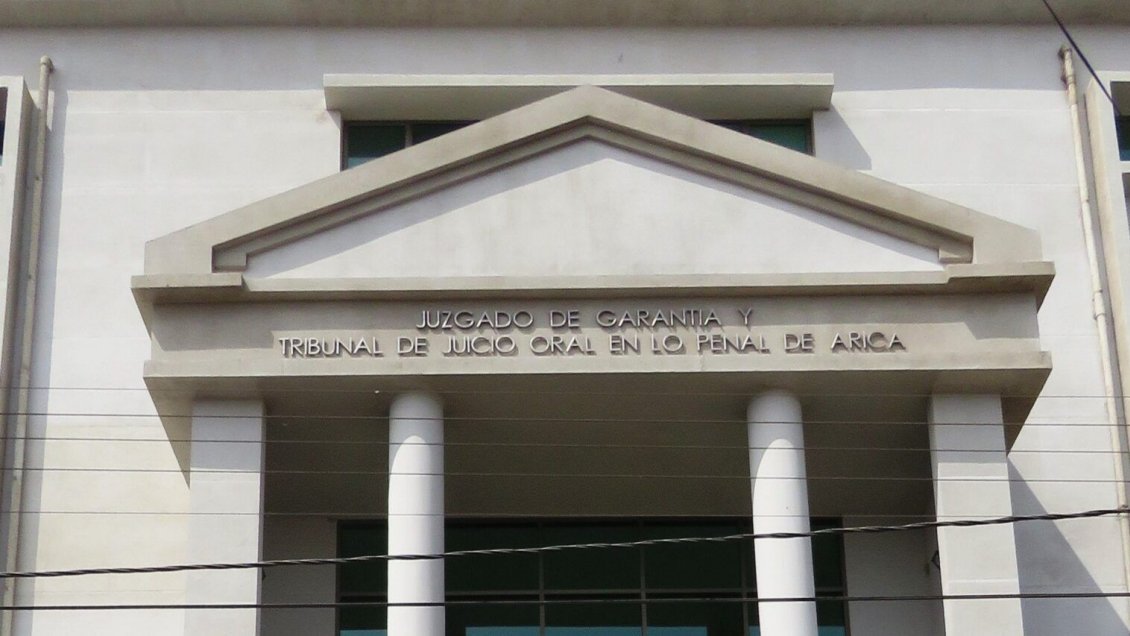 JUZGADO DE GARANTIA Y
TRIBUNAL DE JUICIO ORAL EN LO PENAL DE ARICA